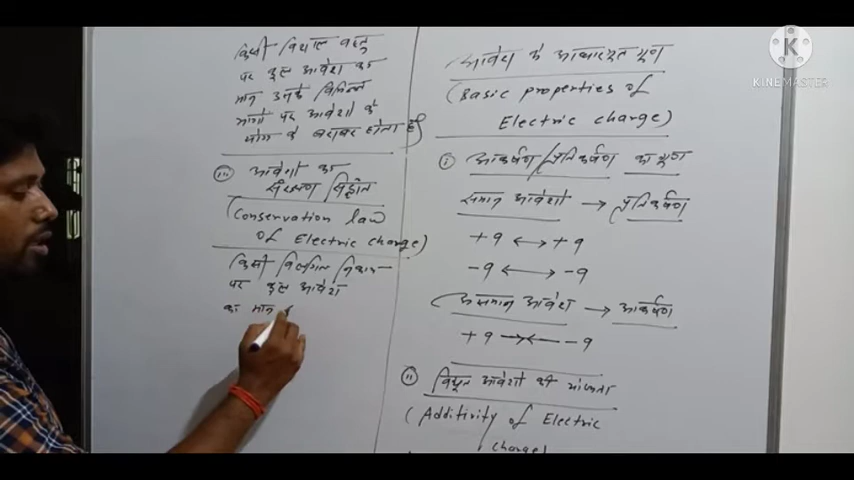 आवेश के आधारभूत गुण
(Basic properties of
Electric charge)
(i) आकर्षण/प्रतिकर्षण का गुण
समान आवेशों → प्रतिकर्षण
+q ⟷ +q
-q ⟷ -q
असमान आवेश → आकर्षण
+q →← -q
(ii) विद्युत आवेशों की योज्यता
(Additivity of Electric
charge)
किसी विशाल वस्तु
पर कुल आवेश का
मान उनके विभिन्न
भागों पर आवेशों के
योग के बराबर होता है
(iii) आवेशों का
संरक्षण सिद्धांत
(Conservation law
of Electric charge)
किसी विलगित निकाय
पर कुल आवेश
का मान
K
KINEMASTER